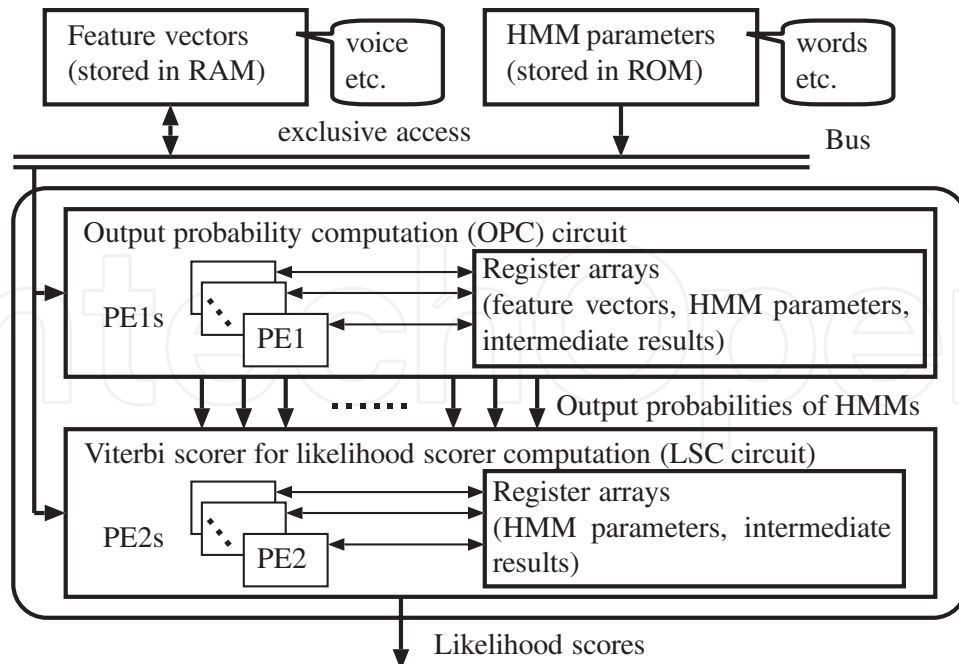 Feature vectors
(stored in RAM)
voice
etc.
HMM parameters
(stored in ROM)
words
etc.
exclusive access
Bus
Output probability computation (OPC) circuit
PE1s
PE1
Register arrays
(feature vectors, HMM parameters,
intermediate results)
Output probabilities of HMMs
Viterbi scorer for likelihood scorer computation (LSC circuit)
PE2s
PE2
Register arrays
(HMM parameters, intermediate
results)
Likelihood scores
intechOpen